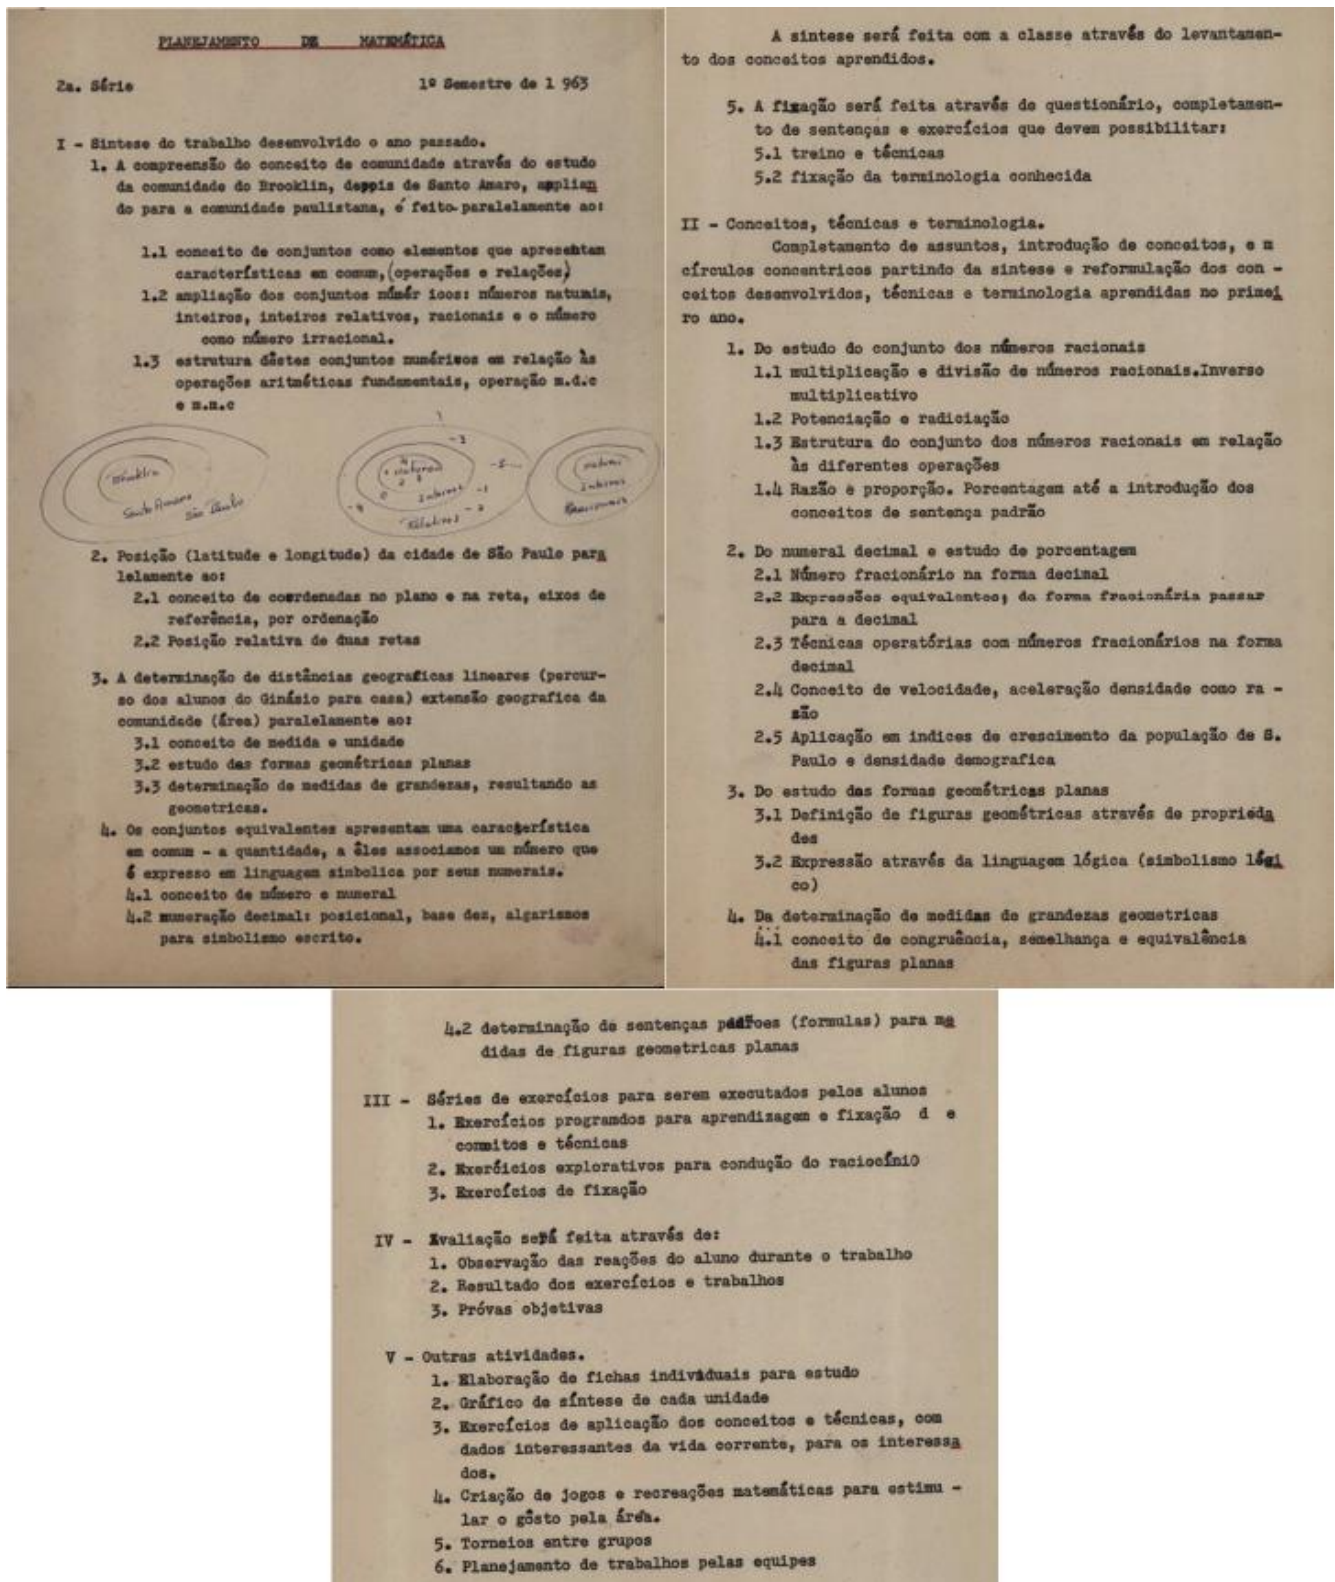 PLANEJAMENTO DE MATEMÁTICA
2a. Série 1º Semestre de 1 963
I - Sintese do trabalho desenvolvido o ano passado.
1. A compreensão do conceito de comunidade através do estudo
da comunidade do Brooklin, depois de Santo Amaro, amplian
do para a comunidade paulistana, é feito paralelamente ao:
1.1 conceito de conjuntos como elementos que apresentam
características em comum, (operações e relações)
1.2 ampliação dos conjuntos númér icos: números naturais,
inteiros, inteiros relativos, racionais e o número
como número irracional.
1.3 estrutura dêstes conjuntos numéricos em relação às
operações aritméticas fundamentais, operação m.d.c
e m.m.c
Brooklin
Santo Amaro
São Paulo
naturais
Inteiros
Relativos
Inteiros
Racionais
2. Posição (latitude e longitude) da cidade de São Paulo para
lelamente ao:
2.1 conceito de coordenadas no plano e na reta, eixos de
referência, por ordenação
2.2 Posição relativa de duas retas
3. A determinação de distâncias geograficas lineares (percur-
so dos alunos do Ginásio para casa) extensão geografica da
comunidade (área) paralelamente ao:
3.1 conceito de medida e unidade
3.2 estudo das formas geométricas planas
3.3 determinação de medidas de grandezas, resultando as
geometricas.
4. Os conjuntos equivalentes apresentam uma característica
em comum - a quantidade, a êles associamos um número que
é expresso em linguagem simbolica por seus numerais.
4.1 conceito de número e numeral
4.2 numeração decimal: posicional, base dez, algarismos
para simbolismo escrito.
A sintese será feita com a classe através do levantamen-
to dos conceitos aprendidos.
5. A fixação será feita através de questionário, completamen-
to de sentenças e exercícios que devem possibilitar:
5.1 treino e técnicas
5.2 fixação da terminologia conhecida
II - Conceitos, técnicas e terminologia.
Completamento de assuntos, introdução de conceitos, e m
círculos concentricos partindo da sintese e reformulação dos con -
ceitos desenvolvidos, técnicas e terminologia aprendidas no primei
ro ano.
1. Do estudo do conjunto dos números racionais
1.1 multiplicação e divisão de números racionais.Inverso
multiplicativo
1.2 Potenciação e radiciação
1.3 Estrutura do conjunto dos números racionais em relação
às diferentes operações
1.4 Razão e proporção. Porcentagem até a introdução dos
conceitos de sentença padrão
2. Do numeral decimal e estudo de porcentagem
2.1 Número fracionário na forma decimal
2.2 Expressões equivalentes; da forma fracionária passar
para a decimal
2.3 Técnicas operatórias com números fracionários na forma
decimal
2.4 Conceito de velocidade, aceleração densidade como ra -
zão
2.5 Aplicação em indices de crescimento da população de S.
Paulo e densidade demografica
3. Do estudo das formas geométricas planas
3.1 Definição de figuras geométricas através de proprieda
des
3.2 Expressão através da linguagem lógica (simbolismo lógi
co)
4. Da determinação de medidas de grandezas geometricas
4.1 conceito de congruência, semelhança e equivalência
das figuras planas
4.2 determinação de sentenças padroes (formulas) para me
didas de figuras geometricas planas
III - Séries de exercícios para serem executados pelos alunos
1. Exercícios programdos para aprendizagem e fixação d e
conmitos e técnicas
2. Exeróicios explorativos para condução do raciocínio
3. Exercícios de fixação
IV - Avaliação será feita através de:
1. Observação das reações do aluno durante o trabalho
2. Resultado dos exercícios e trabalhos
3. Próvas objetivas
V - Outras atividades.
1. Elaboração de fichas individuais para estudo
2. Gráfico de síntese de cada unidade
3. Exercícios de aplicação dos conceitos e técnicas, com
dados interessantes da vida corrente, para os interessa
dos.
4. Criação de jogos e recreações matemáticas para estimu -
lar o gôsto pela área.
5. Torneios entre grupos
6. Planejamento de trabalhos pelas equipes